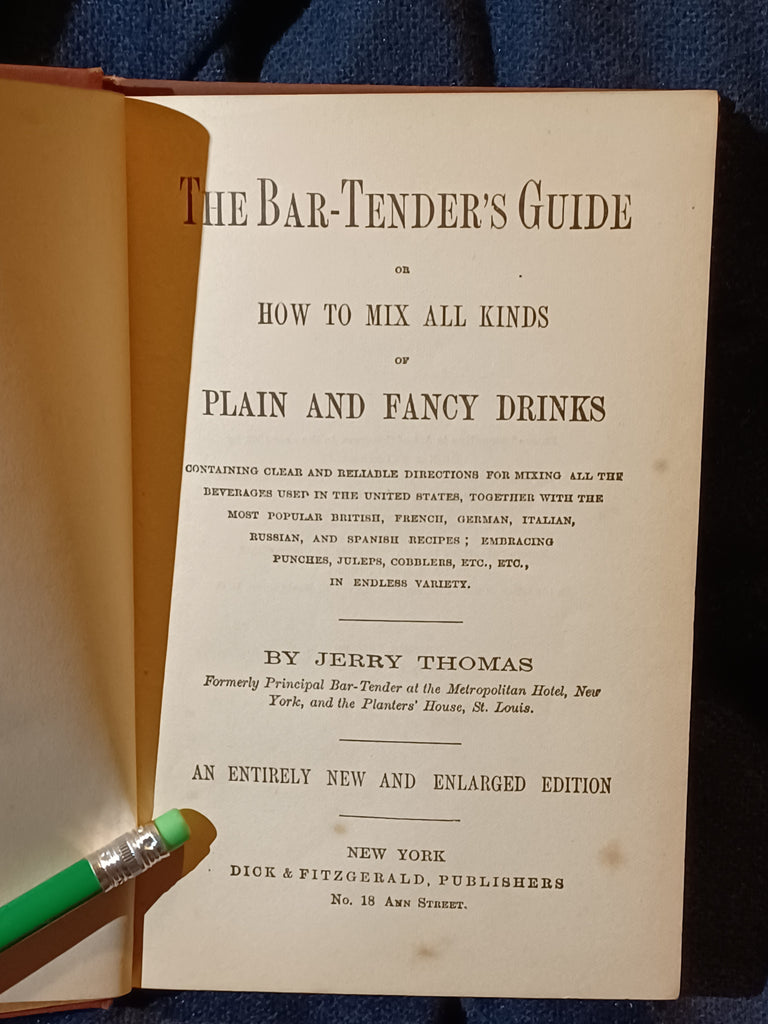 THE BAR-TENDER'S GUIDE
OR
HOW TO MIX ALL KINDS
OF
PLAIN AND FANCY DRINKS
CONTAINING CLEAR AND RELIABLE DIRECTIONS FOR MIXING ALL THE
BEVERAGES USED IN THE UNITED STATES, TOGETHER WITH THE
MOST POPULAR BRITISH, FRENCH, GERMAN, ITALIAN,
RUSSIAN, AND SPANISH RECIPES; EMBRACING
PUNCHES, JULEPS, COBBLERS, ETC., ETC.,
IN ENDLESS VARIETY.
BY JERRY THOMAS
Formerly Principal Bar-Tender at the Metropolitan Hotel, New
York, and the Planters' House, St. Louis.
AN ENTIRELY NEW AND ENLARGED EDITION
NEW YORK
DICK & FITZGERALD, PUBLISHERS
No. 18 ANN STREET.